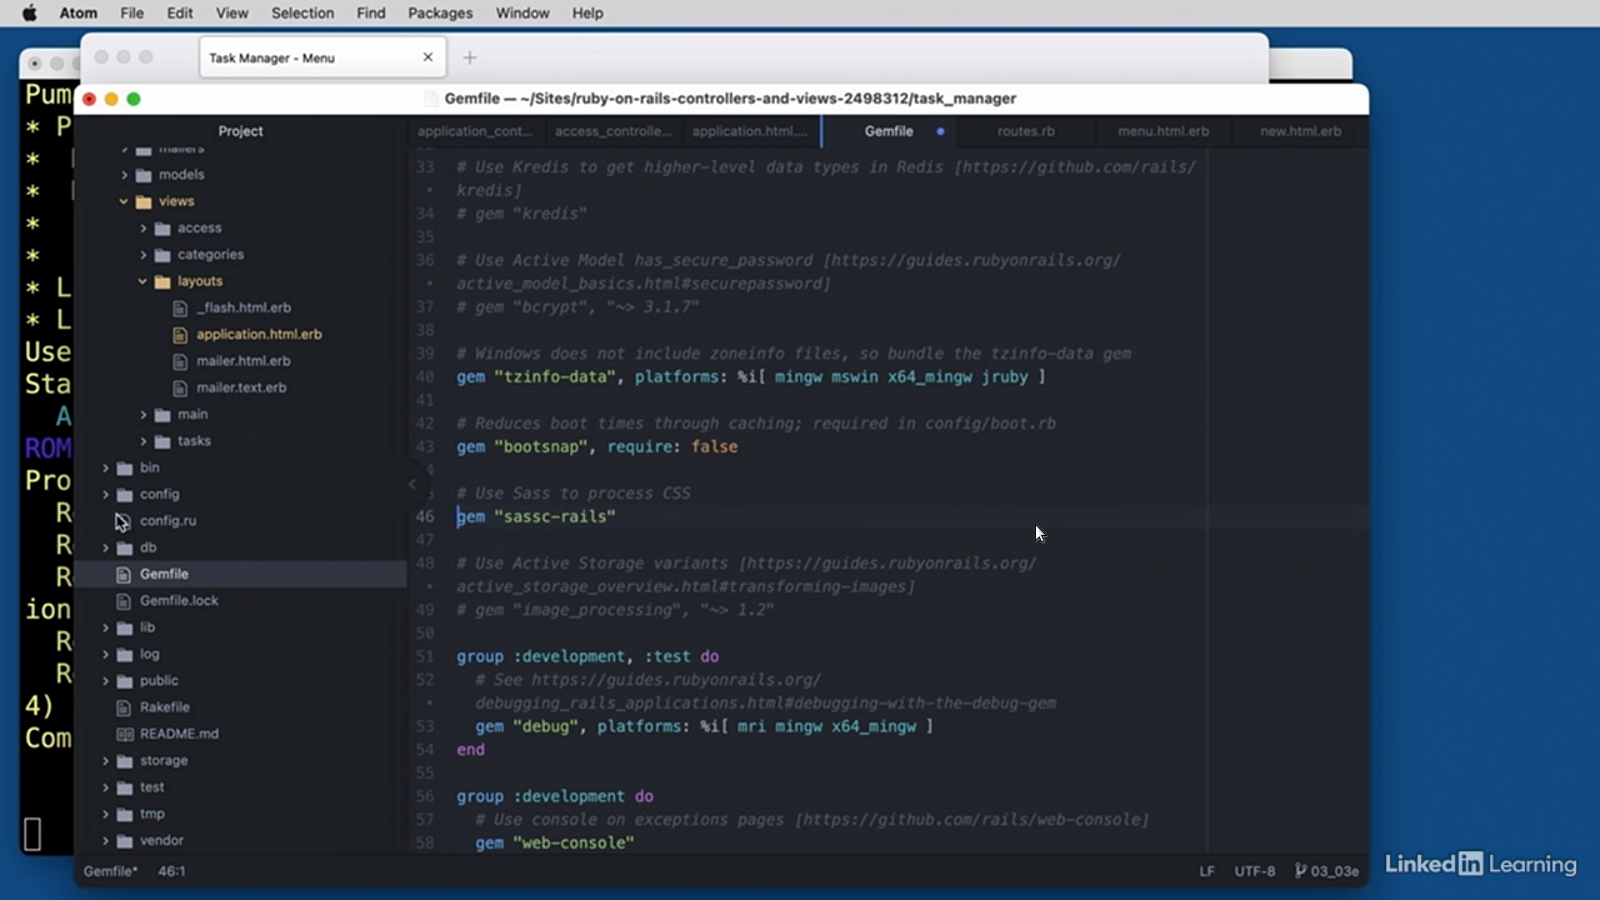 Atom File Edit View Selection Find Packages Window Help
Task Manager - Menu
Gemfile — ~/Sites/ruby-on-rails-controllers-and-views-2498312/task_manager
Project
application_cont... access_controlle... application.html.... Gemfile routes.rb menu.html.erb new.html.erb
mailers
models
views
access
categories
layouts
_flash.html.erb
application.html.erb
mailer.html.erb
mailer.text.erb
main
tasks
bin
config
config.ru
db
Gemfile
Gemfile.lock
lib
log
public
Rakefile
README.md
storage
test
tmp
vendor
33 # Use Kredis to get higher-level data types in Redis [https://github.com/rails/
• kredis]
34 # gem "kredis"
35
36 # Use Active Model has_secure_password [https://guides.rubyonrails.org/
• active_model_basics.html#securepassword]
37 # gem "bcrypt", "~> 3.1.7"
38
39 # Windows does not include zoneinfo files, so bundle the tzinfo-data gem
40 gem "tzinfo-data", platforms: %i[ mingw mswin x64_mingw jruby ]
41
42 # Reduces boot times through caching; required in config/boot.rb
43 gem "bootsnap", require: false
# Use Sass to process CSS
46 gem "sassc-rails"
47
48 # Use Active Storage variants [https://guides.rubyonrails.org/
• active_storage_overview.html#transforming-images]
49 # gem "image_processing", "~> 1.2"
50
51 group :development, :test do
52 # See https://guides.rubyonrails.org/
• debugging_rails_applications.html#debugging-with-the-debug-gem
53 gem "debug", platforms: %i[ mri mingw x64_mingw ]
54 end
55
56 group :development do
57 # Use console on exceptions pages [https://github.com/rails/web-console]
58 gem "web-console"
Gemfile* 46:1 LF UTF-8 03_03e
Pum
* P
*
*
*
*
* L
* L
Use
Sta
A
ROM
Pro
R
R
R
ion
R
R
4)
Com
LinkedIn Learning